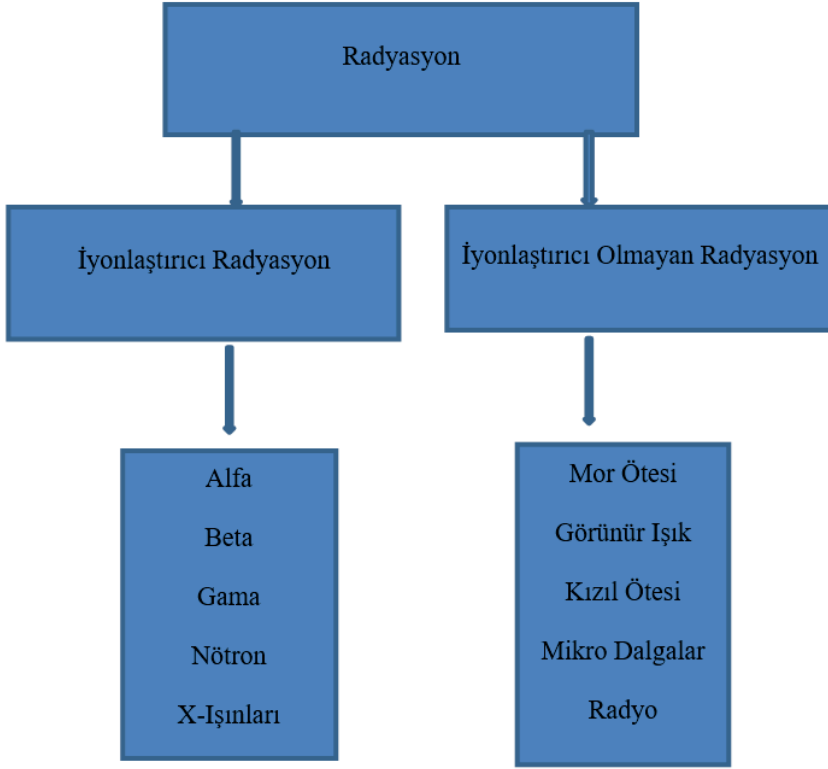 Radyasyon
İyonlaştırıcı Radyasyon
İyonlaştırıcı Olmayan Radyasyon
Alfa
Beta
Gama
Nötron
X-Işınları
Mor Ötesi
Görünür Işık
Kızıl Ötesi
Mikro Dalgalar
Radyo